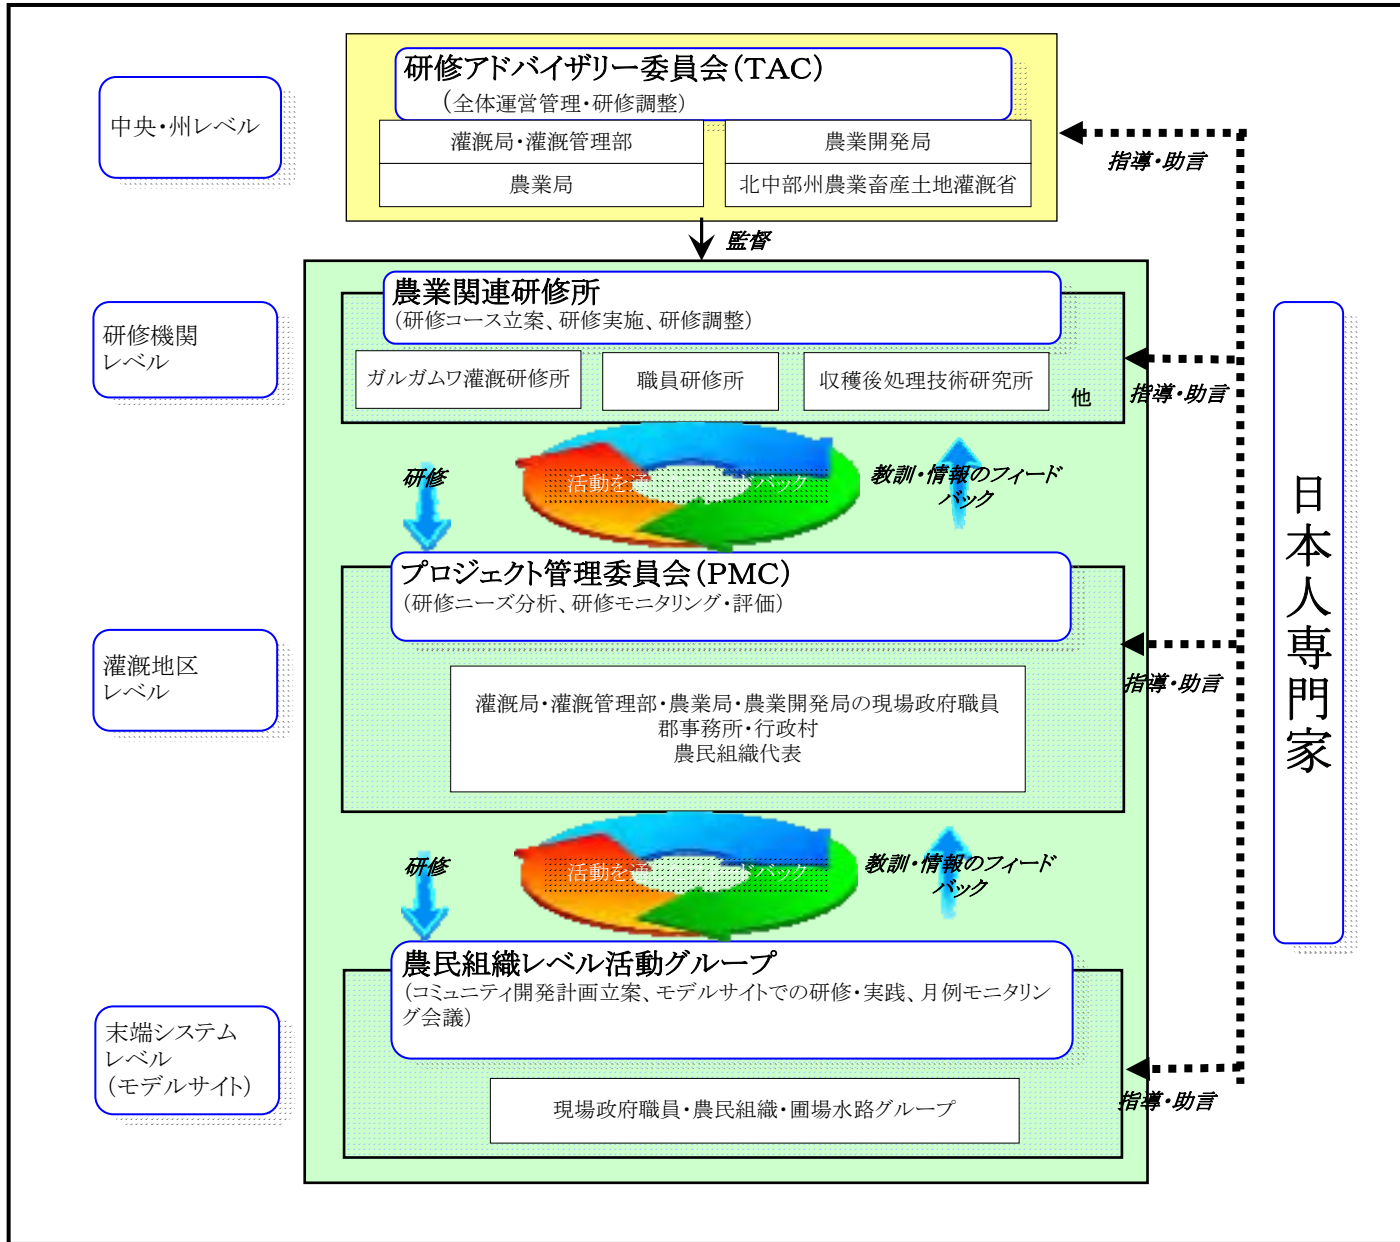 研修アドバイザリー委員会(TAC)
(全体運営管理・研修調整)
中央・州レベル
灌漑局・灌漑管理部
農業開発局
農業局
北中部州農業畜産土地灌漑省
指導・助言
監督
農業関連研修所
(研修コース立案、研修実施、研修調整)
研修機関
レベル
ガルガムワ灌漑研修所
職員研修所
収穫後処理技術研究所
他
指導・助言
研修
活動を
バック
教訓・情報のフィード
バック
日本人専門家
プロジェクト管理委員会(PMC)
(研修ニーズ分析、研修モニタリング・評価)
灌漑地区
レベル
灌漑局・灌漑管理部・農業局・農業開発局の現場政府職員
郡事務所・行政村
農民組織代表
指導・助言
研修
活動を
バック
教訓・情報のフィード
バック
農民組織レベル活動グループ
(コミュニティ開発計画立案、モデルサイトでの研修・実践、月例モニタリン
グ会議)
末端システム
レベル
(モデルサイト)
現場政府職員・農民組織・圃場水路グループ
指導・助言